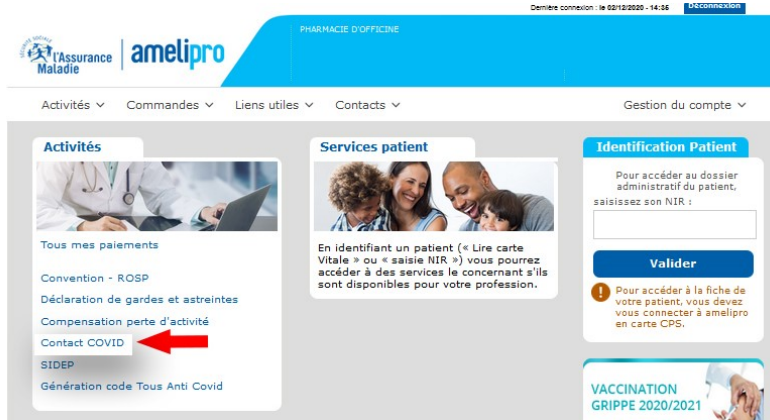 Dernière connexion : le 02/12/2020 - 14:35 Déconnexion
PHARMACIE D'OFFICINE
SÉCURITÉ SOCIALE
l'Assurance
Maladie
amelipro
Activités Commandes Liens utiles Contacts Gestion du compte
Activités
Tous mes paiements
Convention - ROSP
Déclaration de gardes et astreintes
Compensation perte d'activité
Contact COVID
SIDEP
Génération code Tous Anti Covid
Services patient
En identifiant un patient (« Lire carte
Vitale » ou « saisie NIR ») vous pourrez
accéder à des services le concernant s'ils
sont disponibles pour votre profession.
Identification Patient
Pour accéder au dossier
administratif du patient,
saisissez son NIR :
Valider
! Pour accéder à la fiche de
votre patient, vous devez
vous connecter à amelipro
en carte CPS.
VACCINATION
GRIPPE 2020/2021